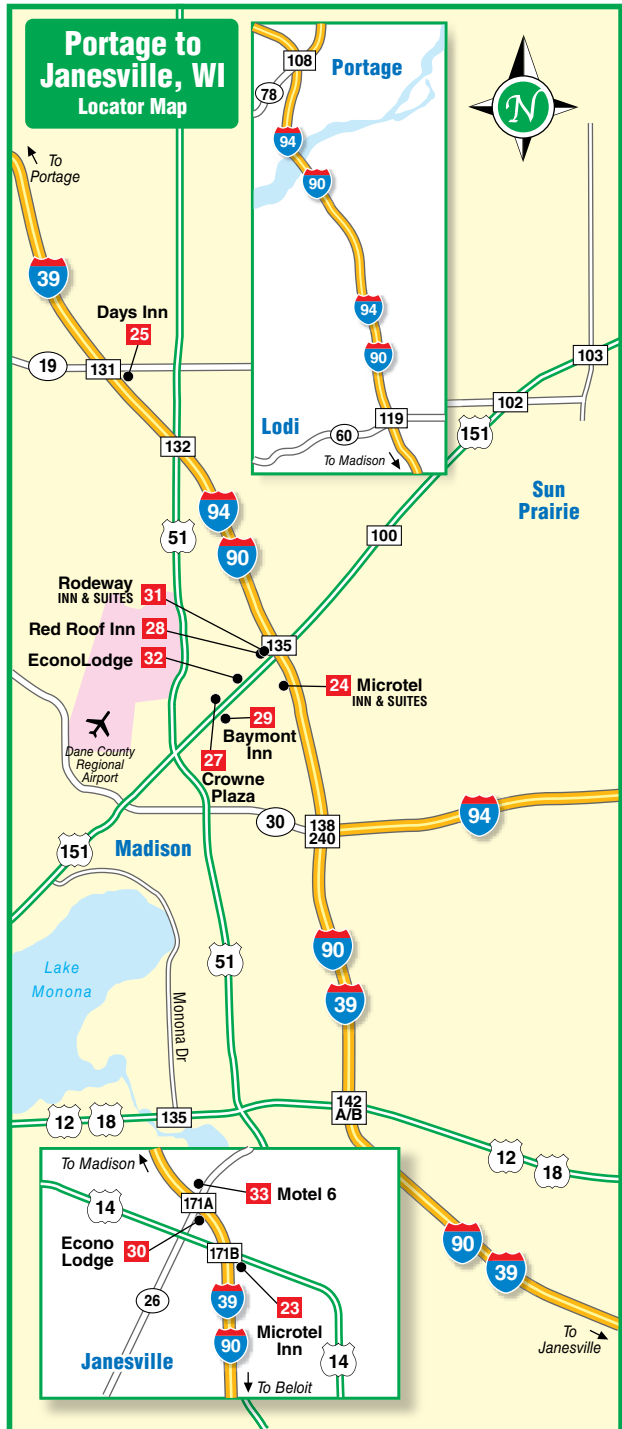 Portage to
Janesville, WI
Locator Map
N
108
Portage
78
94
90
94
90
119
Lodi
60
To Madison
To
Portage
39
Days Inn
25
19
131
103
102
151
132
Sun
Prairie
94
51
90
100
Rodeway
INN & SUITES
31
Red Roof Inn
28
135
EconoLodge
32
24
Microtel
INN & SUITES
29
Baymont
Inn
27
Crowne
Plaza
Dane County
Regional
Airport
30
138
240
94
151
Madison
90
51
Lake
Monona
39
Monona Dr
142
A/B
12
18
135
12
18
To Madison
33
Motel 6
171A
14
Econo
Lodge
30
171B
26
39
23
Microtel
Inn
90
Janesville
14
To Beloit
90
39
To
Janesville